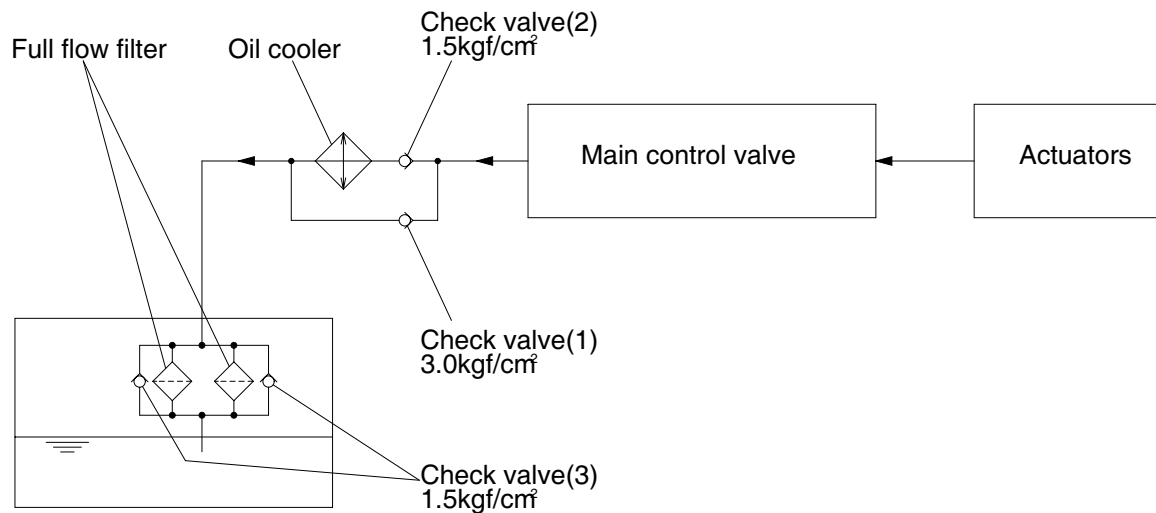 Check valve(2)
1.5kgf/cm²
Full flow filter
Oil cooler
Main control valve
Actuators
Check valve(1)
3.0kgf/cm²
Check valve(3)
1.5kgf/cm²